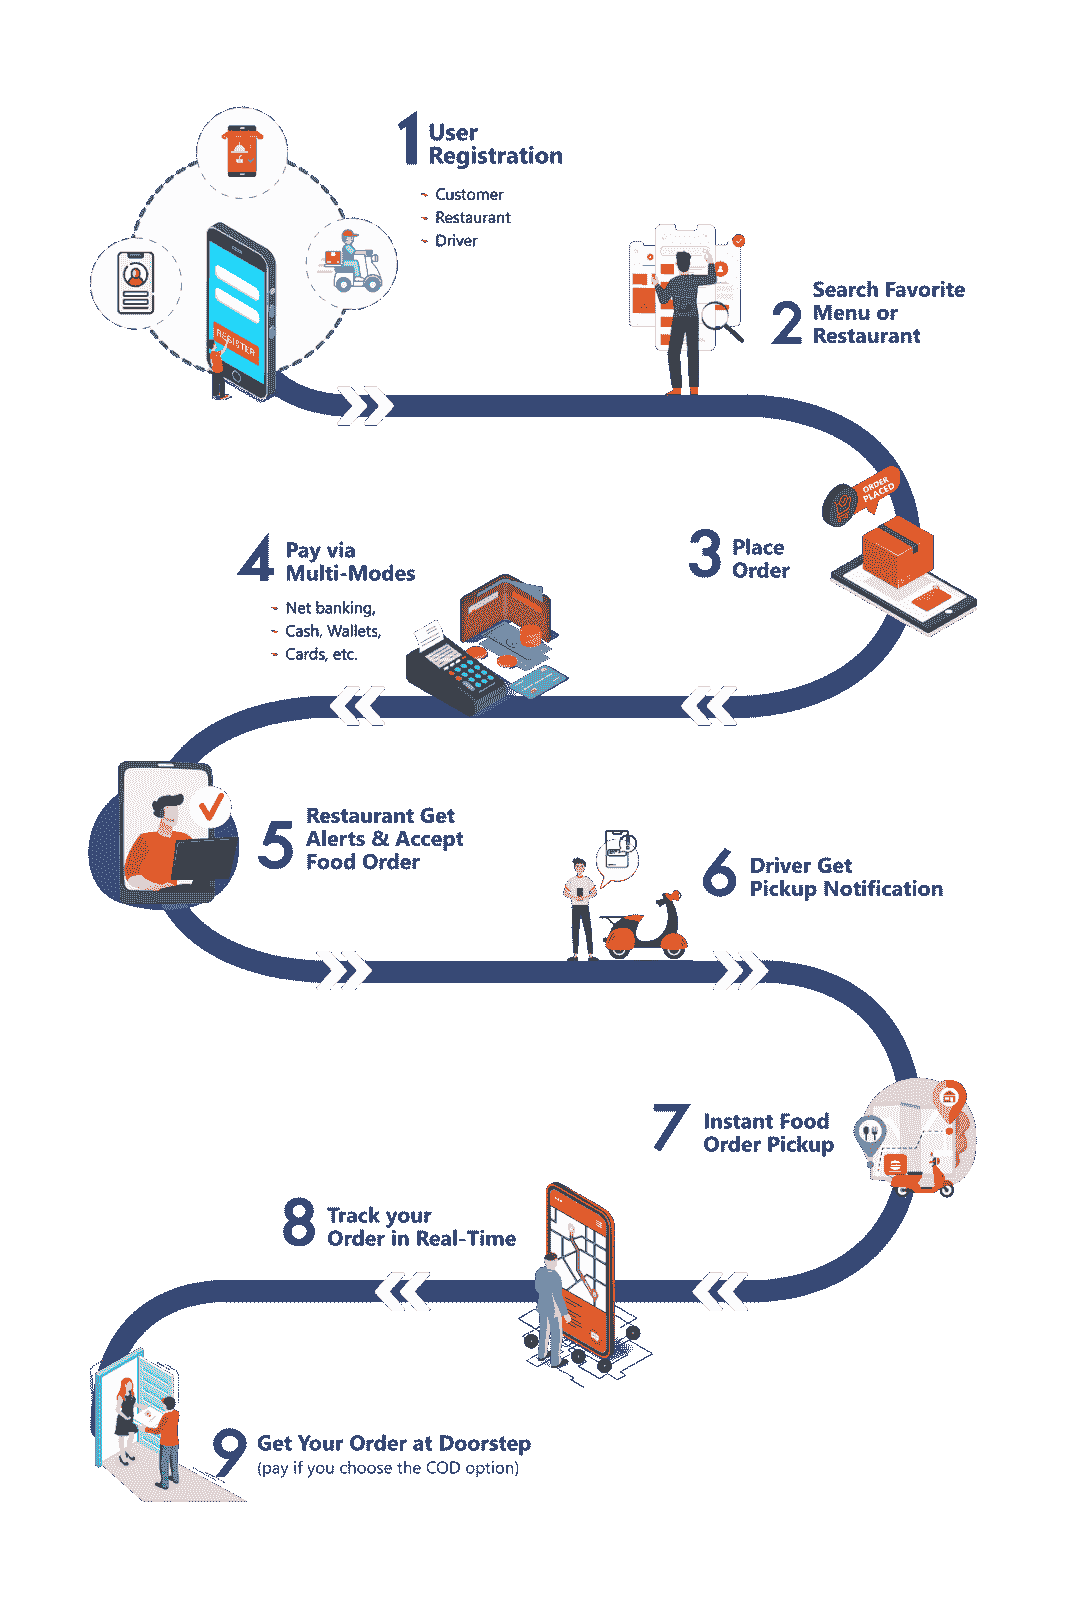 1
User
Registration
Customer
Restaurant
Driver
REGISTER
2
Search Favorite
Menu or
Restaurant
ORDER
PLACED
3
Place
Order
4
Pay via
Multi-Modes
Net banking,
Cash, Wallets,
Cards, etc.
5
Restaurant Get
Alerts & Accept
Food Order
6
Driver Get
Pickup Notification
7
Instant Food
Order Pickup
8
Track your
Order in Real-Time
9
Get Your Order at Doorstep
(pay if you choose the COD option)